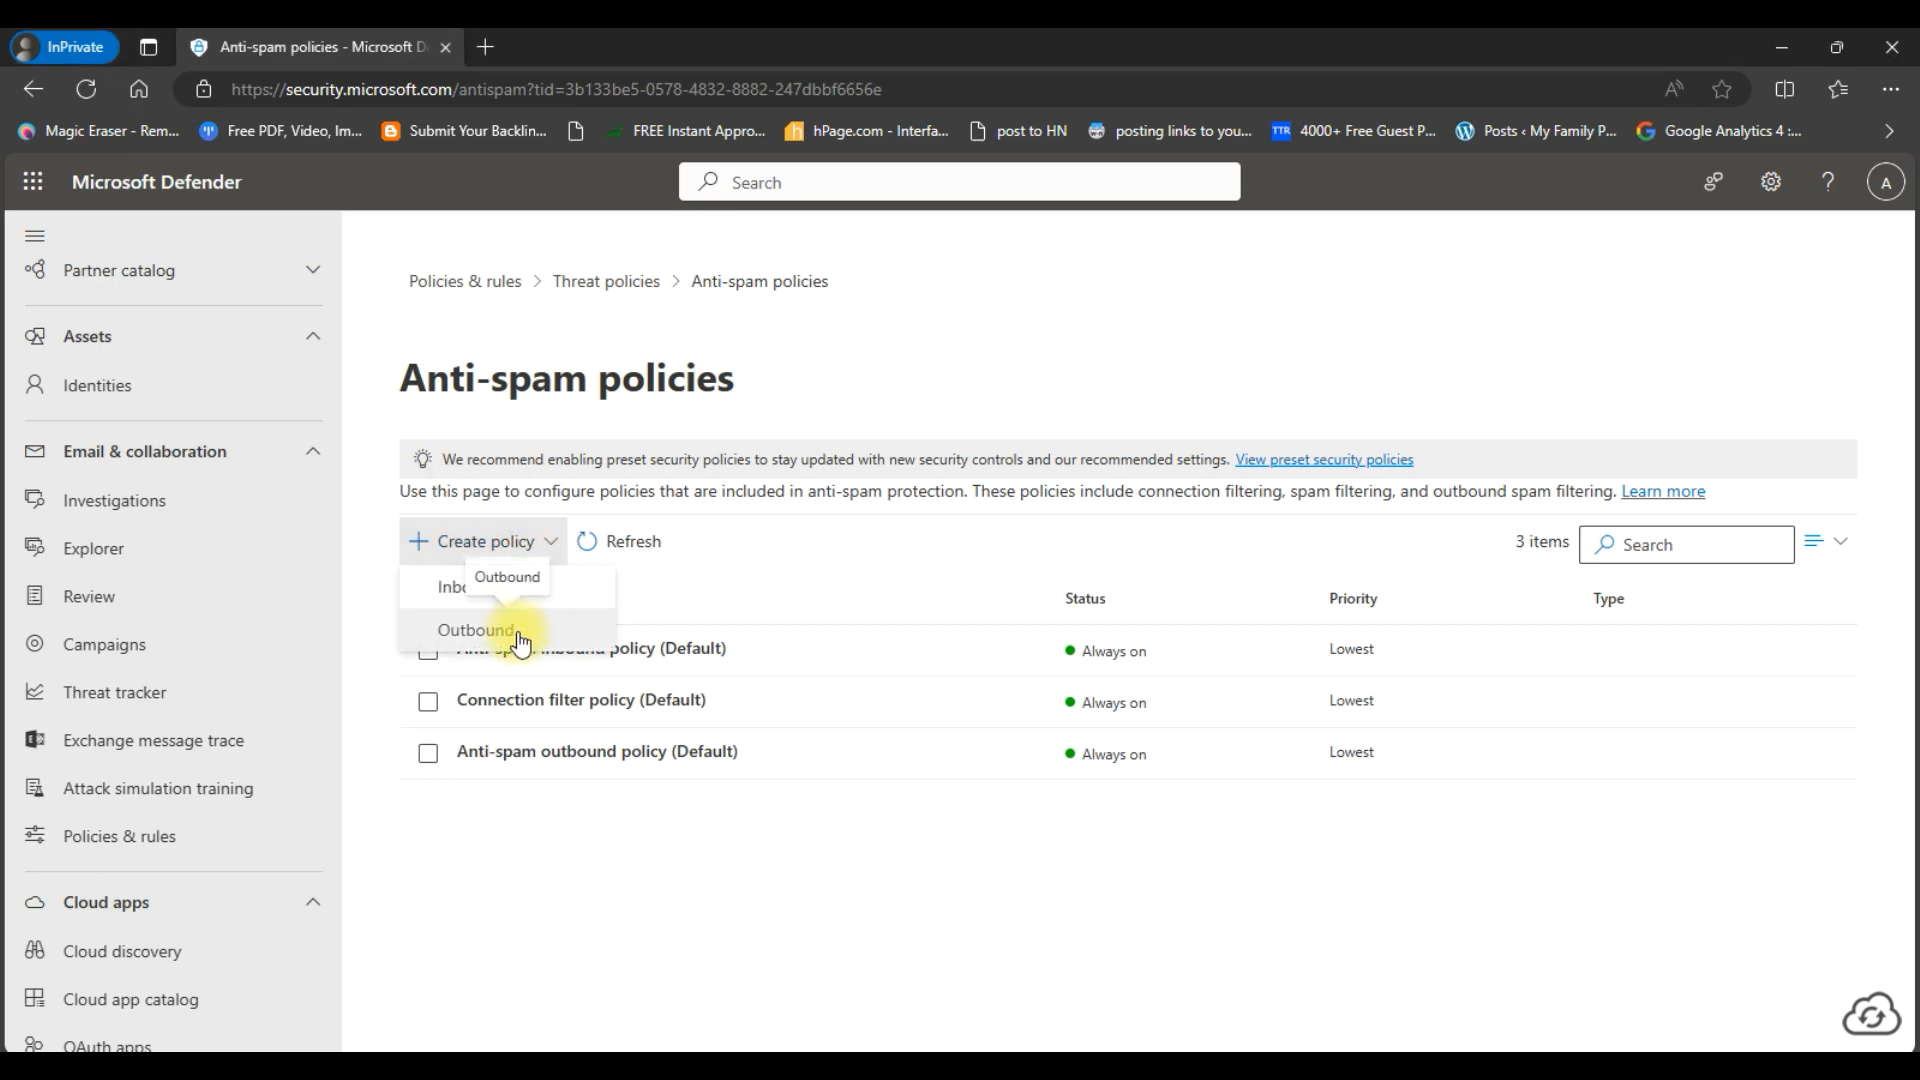 InPrivate
Anti-spam policies - Microsoft D
https://security.microsoft.com/antispam?tid=3b133be5-0578-4832-8882-247dbbf6656e
Magic Eraser - Rem...
Free PDF, Video, Im...
Submit Your Backlin...
FREE Instant Appro...
hPage.com - Interfa...
post to HN
posting links to you...
4000+ Free Guest P...
Posts ‹ My Family P...
Google Analytics 4 :...
Microsoft Defender
Search
A
Partner catalog
Assets
Identities
Email & collaboration
Investigations
Explorer
Review
Campaigns
Threat tracker
Exchange message trace
Attack simulation training
Policies & rules
Cloud apps
Cloud discovery
Cloud app catalog
OAuth apps
Policies & rules > Threat policies > Anti-spam policies
Anti-spam policies
We recommend enabling preset security policies to stay updated with new security controls and our recommended settings. View preset security policies
Use this page to configure policies that are included in anti-spam protection. These policies include connection filtering, spam filtering, and outbound spam filtering. Learn more
Create policy
Refresh
3 items
Search
Outbound
Outbound
Status
Priority
Type
policy (Default)
Always on
Lowest
Connection filter policy (Default)
Always on
Lowest
Anti-spam outbound policy (Default)
Always on
Lowest